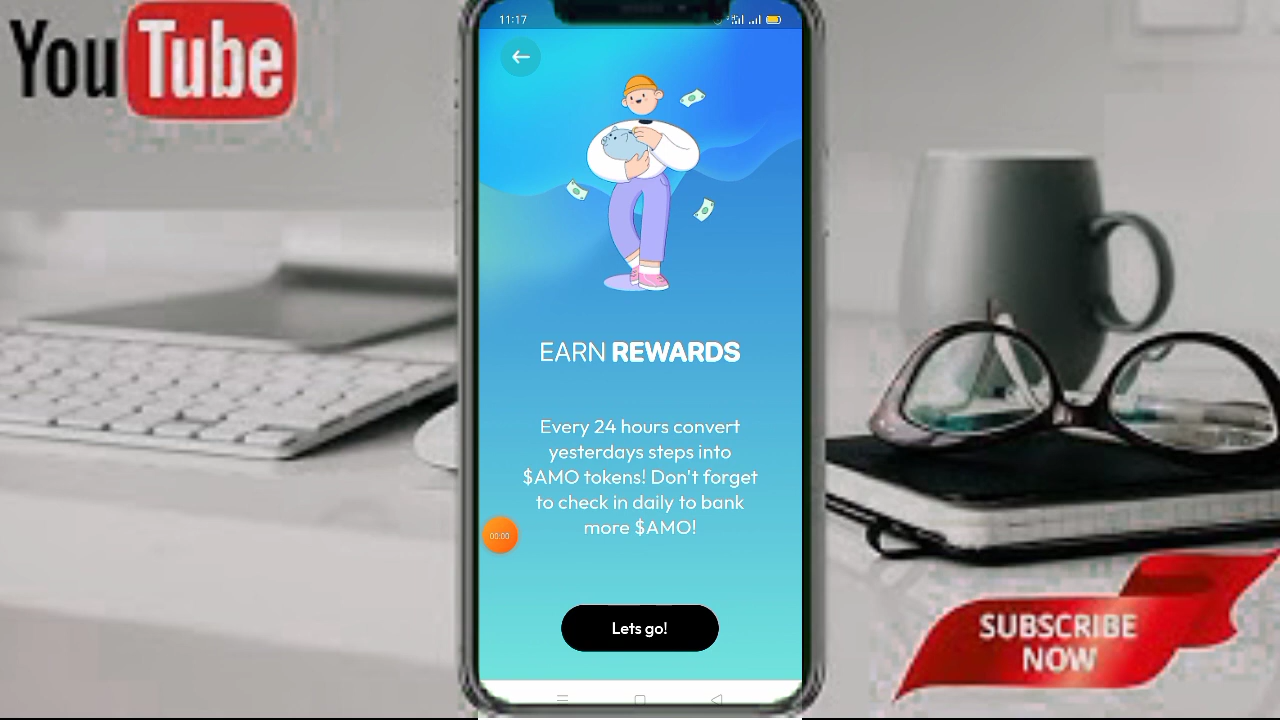 YouTube
11:17
EARN REWARDS
Every 24 hours convert
yesterdays steps into
$AMO tokens! Don't forget
to check in daily to bank
more $AMO!
00:00
Lets go!
SUBSCRIBE
NOW